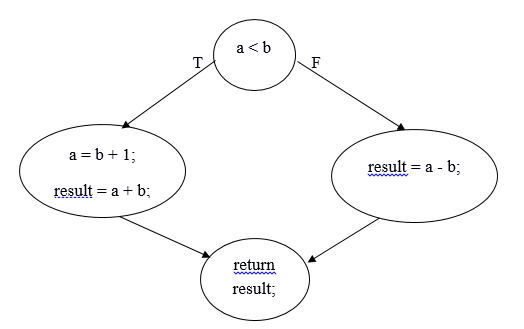 a < b
T
F
a = b + 1;
result = a + b;
result = a - b;
return
result;